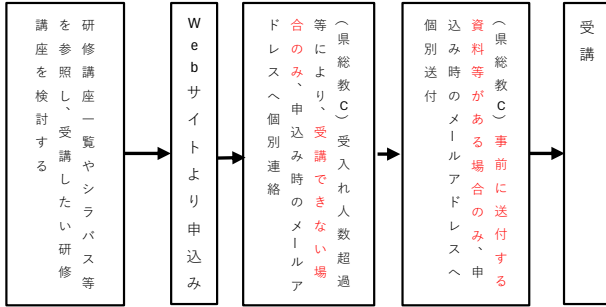 研修講座一覧やシラバス等
を参照し、受講したい研修
講座を検討する
Webサイトより申込み
(県総教C)受入れ人数超過
等により、受講できない場
合のみ、申込み時のメールア
ドレスへ個別連絡
(県総教C)事前に送付する
資料等がある場合のみ、申
込み時のメールアドレスへ
個別送付
受講